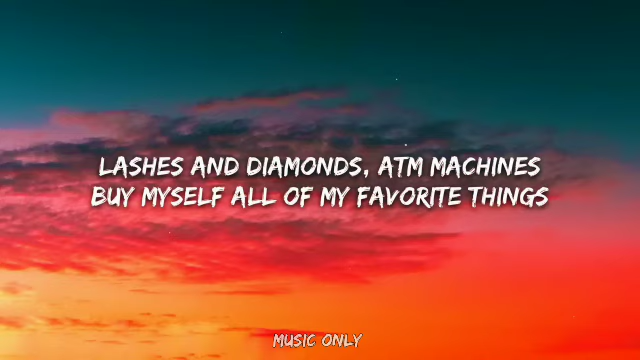 LASHES AND DIAMONDS, ATM MACHINES
BUY MYSELF ALL OF MY FAVORITE THINGS
MUSIC ONLY